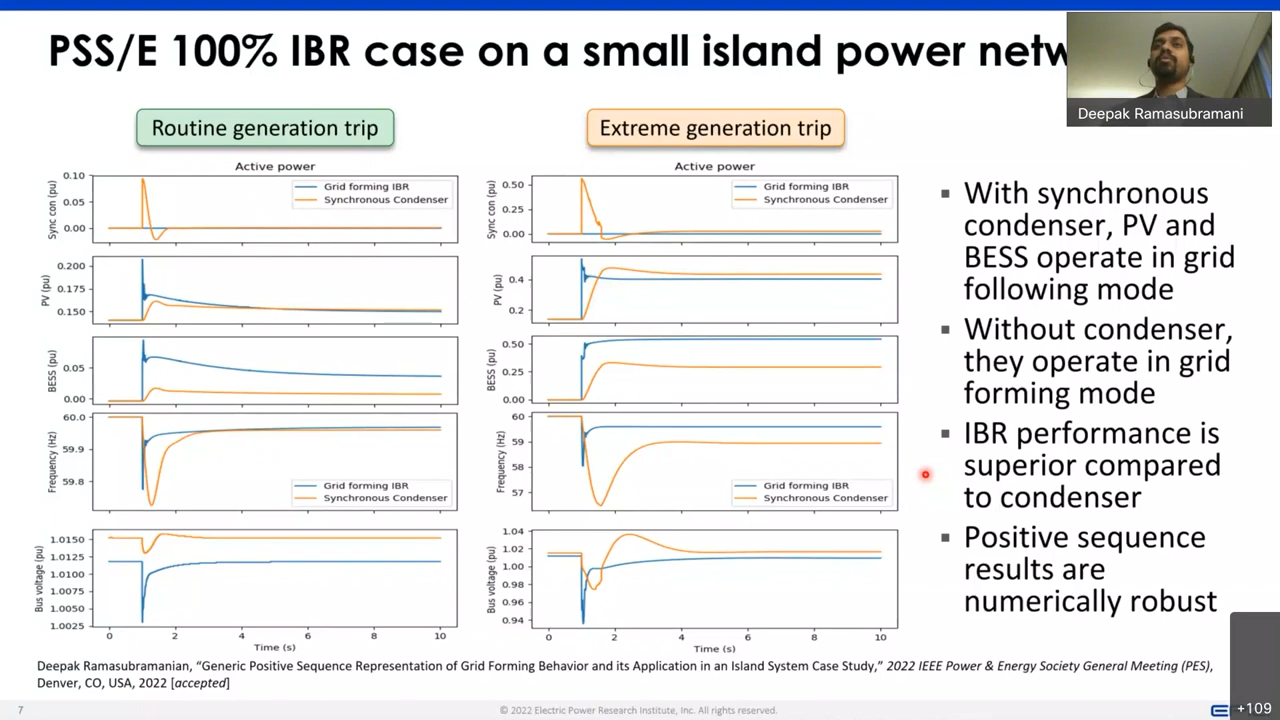 PSS/E 100% IBR case on a small island power netw
Deepak Ramasubramani
Routine generation trip
Active power
Sync con (pu)
0.10
0.05
0.00
Grid forming IBR
Synchronous Condenser
PV (pu)
0.200
0.175
0.150
BESS (pu)
0.05
0.00
Frequency (Hz)
60.0
59.9
59.8
Grid forming IBR
Synchronous Condenser
Bus voltage (pu)
1.0150
1.0125
1.0100
1.0075
1.0050
1.0025
0 2 4 6 8 10
Time (s)
Extreme generation trip
Active power
Sync con (pu)
0.50
0.25
0.00
Grid forming IBR
Synchronous Condenser
PV (pu)
0.4
0.2
BESS (pu)
0.50
0.25
0.00
Frequency (Hz)
60
59
58
57
Grid forming IBR
Synchronous Condenser
Bus voltage (pu)
1.04
1.02
1.00
0.98
0.96
0.94
0 2 4 6 8 10
Time (s)
With synchronous
condenser, PV and
BESS operate in grid
following mode
Without condenser,
they operate in grid
forming mode
IBR performance is
superior compared
to condenser
Positive sequence
results are
numerically robust
Deepak Ramasubramanian, “Generic Positive Sequence Representation of Grid Forming Behavior and its Application in an Island System Case Study,” 2022 IEEE Power & Energy Society General Meeting (PES),
Denver, CO, USA, 2022 [accepted]
7
© 2022 Electric Power Research Institute, Inc. All rights reserved.
+109